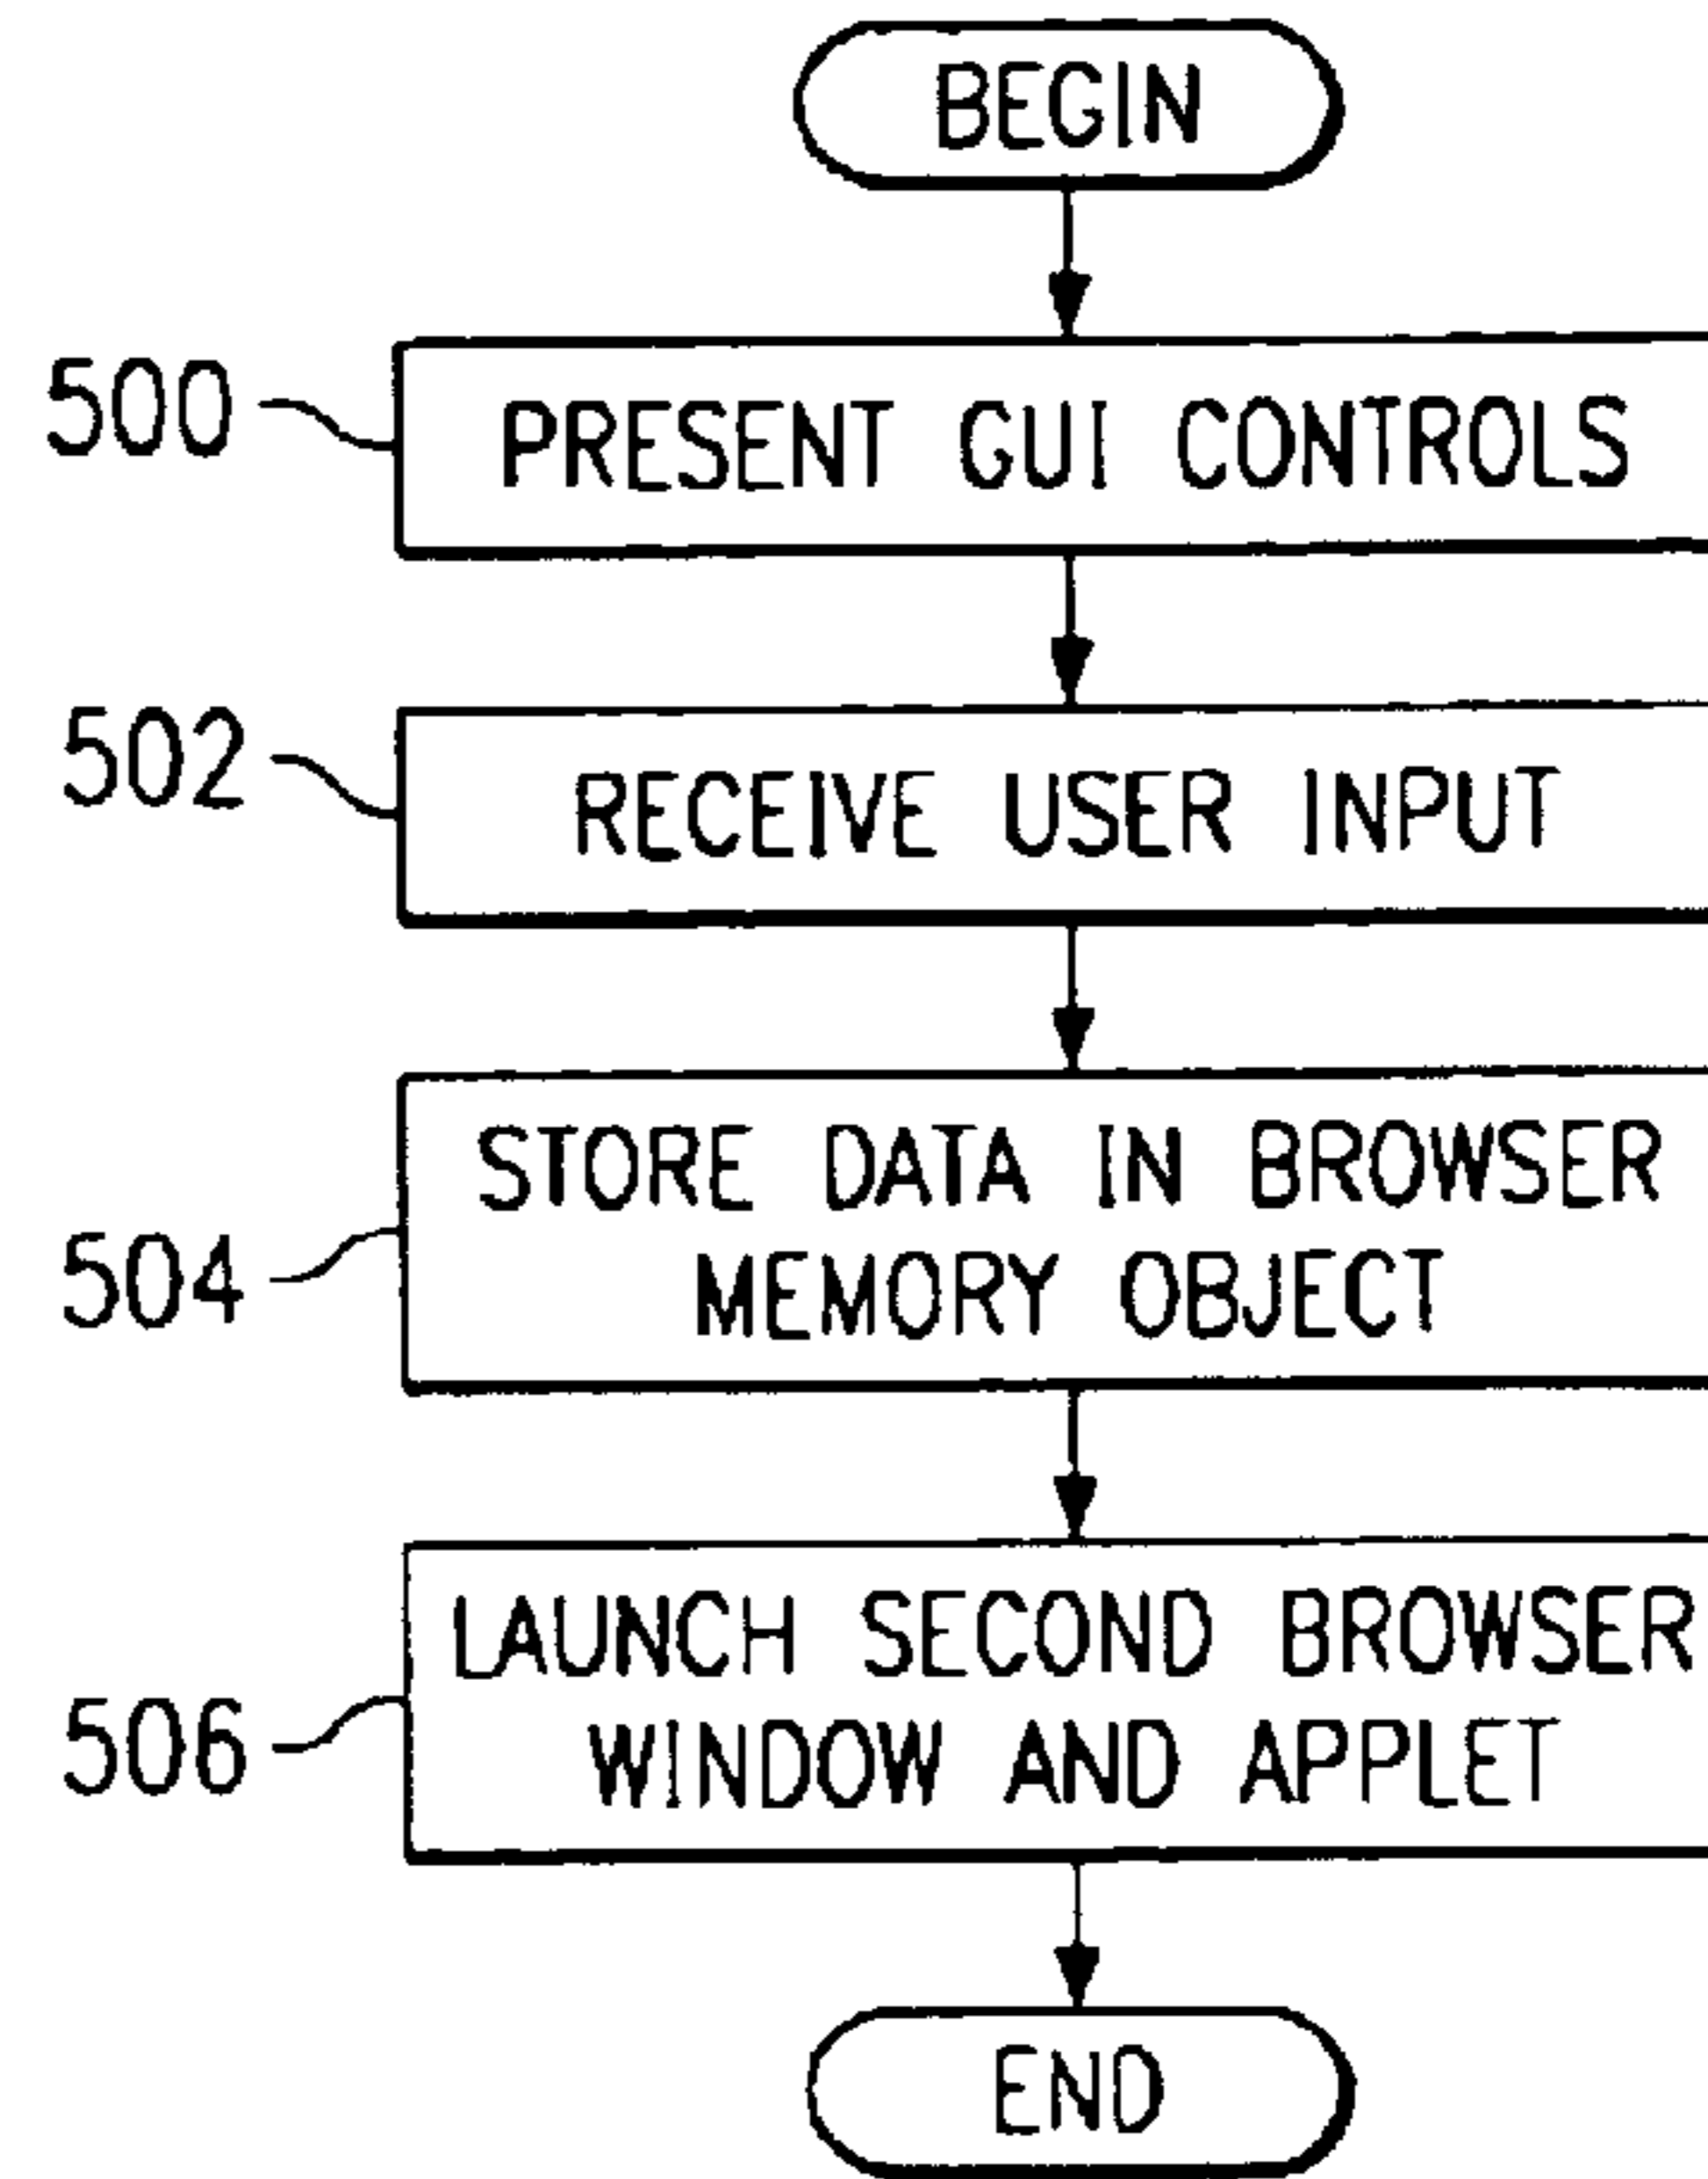 BEGIN
500
PRESENT GUI CONTROLS
502
RECEIVE USER INPUT
STORE DATA IN BROWSER
MEMORY OBJECT
504
LAUNCH SECOND BROWSER
WINDOW AND APPLET
506
END